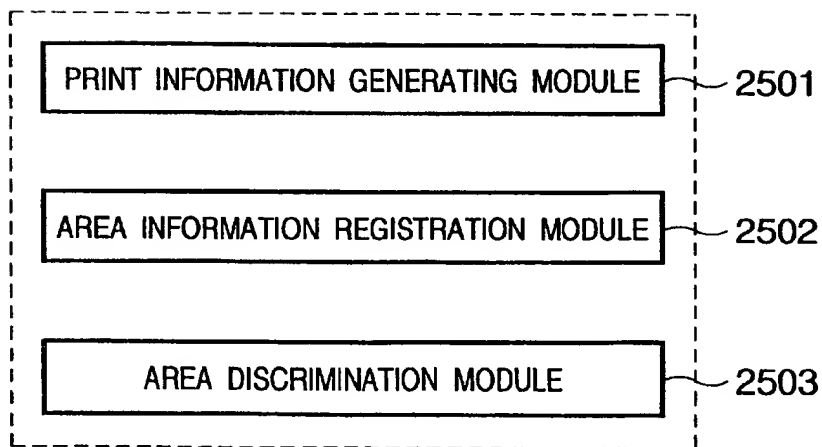 PRINT INFORMATION GENERATING MODULE 2501
AREA INFORMATION REGISTRATION MODULE 2502
AREA DISCRIMINATION MODULE 2503